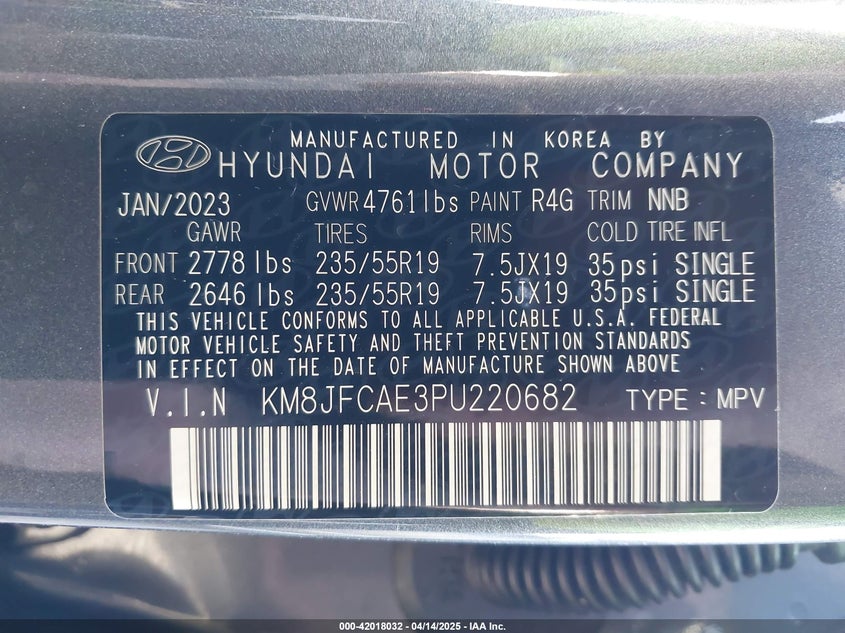 MANUFACTURED IN KOREA BY
HYUNDAI MOTOR COMPANY
JAN/2023 GVWR 4761lbs PAINT R4G TRIM NNB
GAWR TIRES RIMS COLD TIRE INFL
FRONT 2778 lbs 235/55R19 7.5JX19 35psi SINGLE
REAR 2646 lbs 235/55R19 7.5JX19 35psi SINGLE
THIS VEHICLE CONFORMS TO ALL APPLICABLE U.S.A. FEDERAL
MOTOR VEHICLE SAFETY AND THEFT PREVENTION STANDARDS
IN EFFECT ON THE DATE OF MANUFACTURE SHOWN ABOVE
V.I.N KM8JFCAE3PU220682 TYPE : MPV
000-42018032 - 04/14/2025 - IAA Inc.